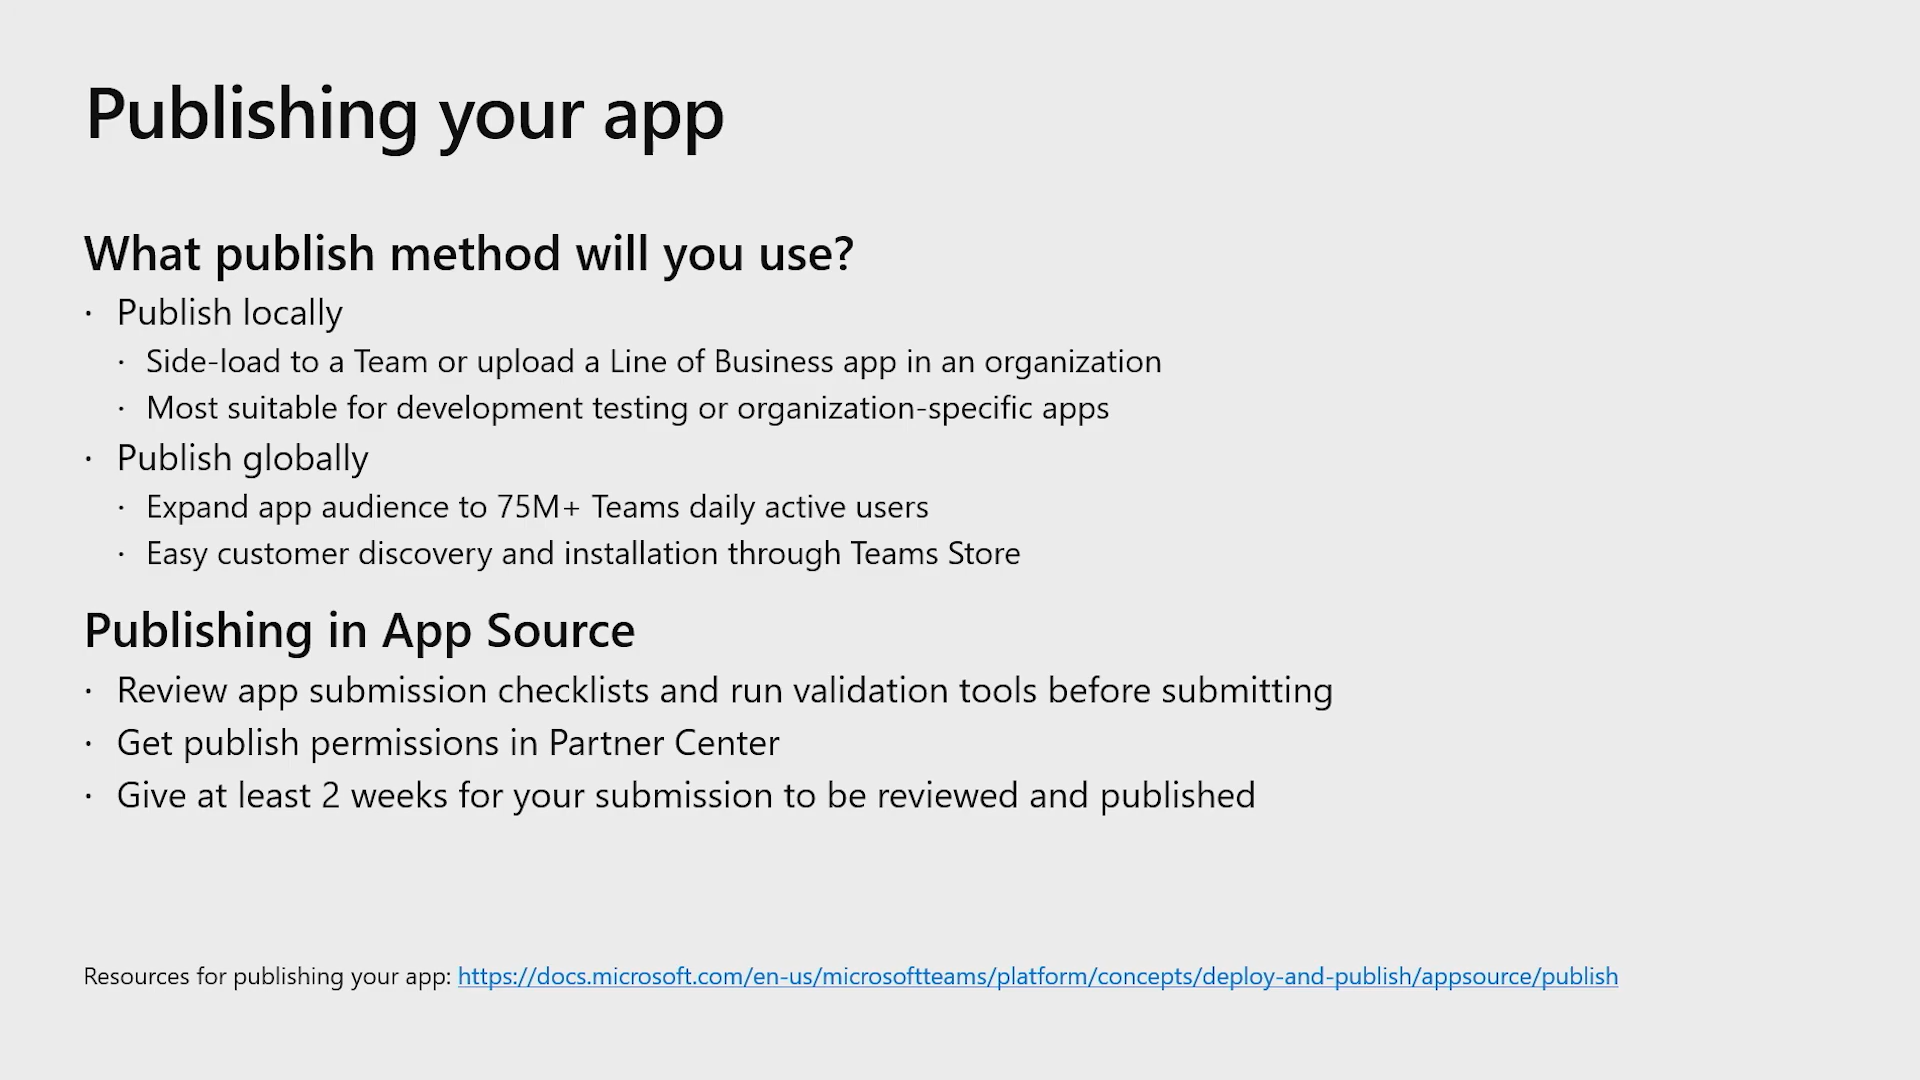 Publishing your app
What publish method will you use?
· Publish locally
· Side-load to a Team or upload a Line of Business app in an organization
· Most suitable for development testing or organization-specific apps
· Publish globally
· Expand app audience to 75M+ Teams daily active users
· Easy customer discovery and installation through Teams Store
Publishing in App Source
· Review app submission checklists and run validation tools before submitting
· Get publish permissions in Partner Center
· Give at least 2 weeks for your submission to be reviewed and published
Resources for publishing your app: https://docs.microsoft.com/en-us/microsoftteams/platform/concepts/deploy-and-publish/appsource/publish